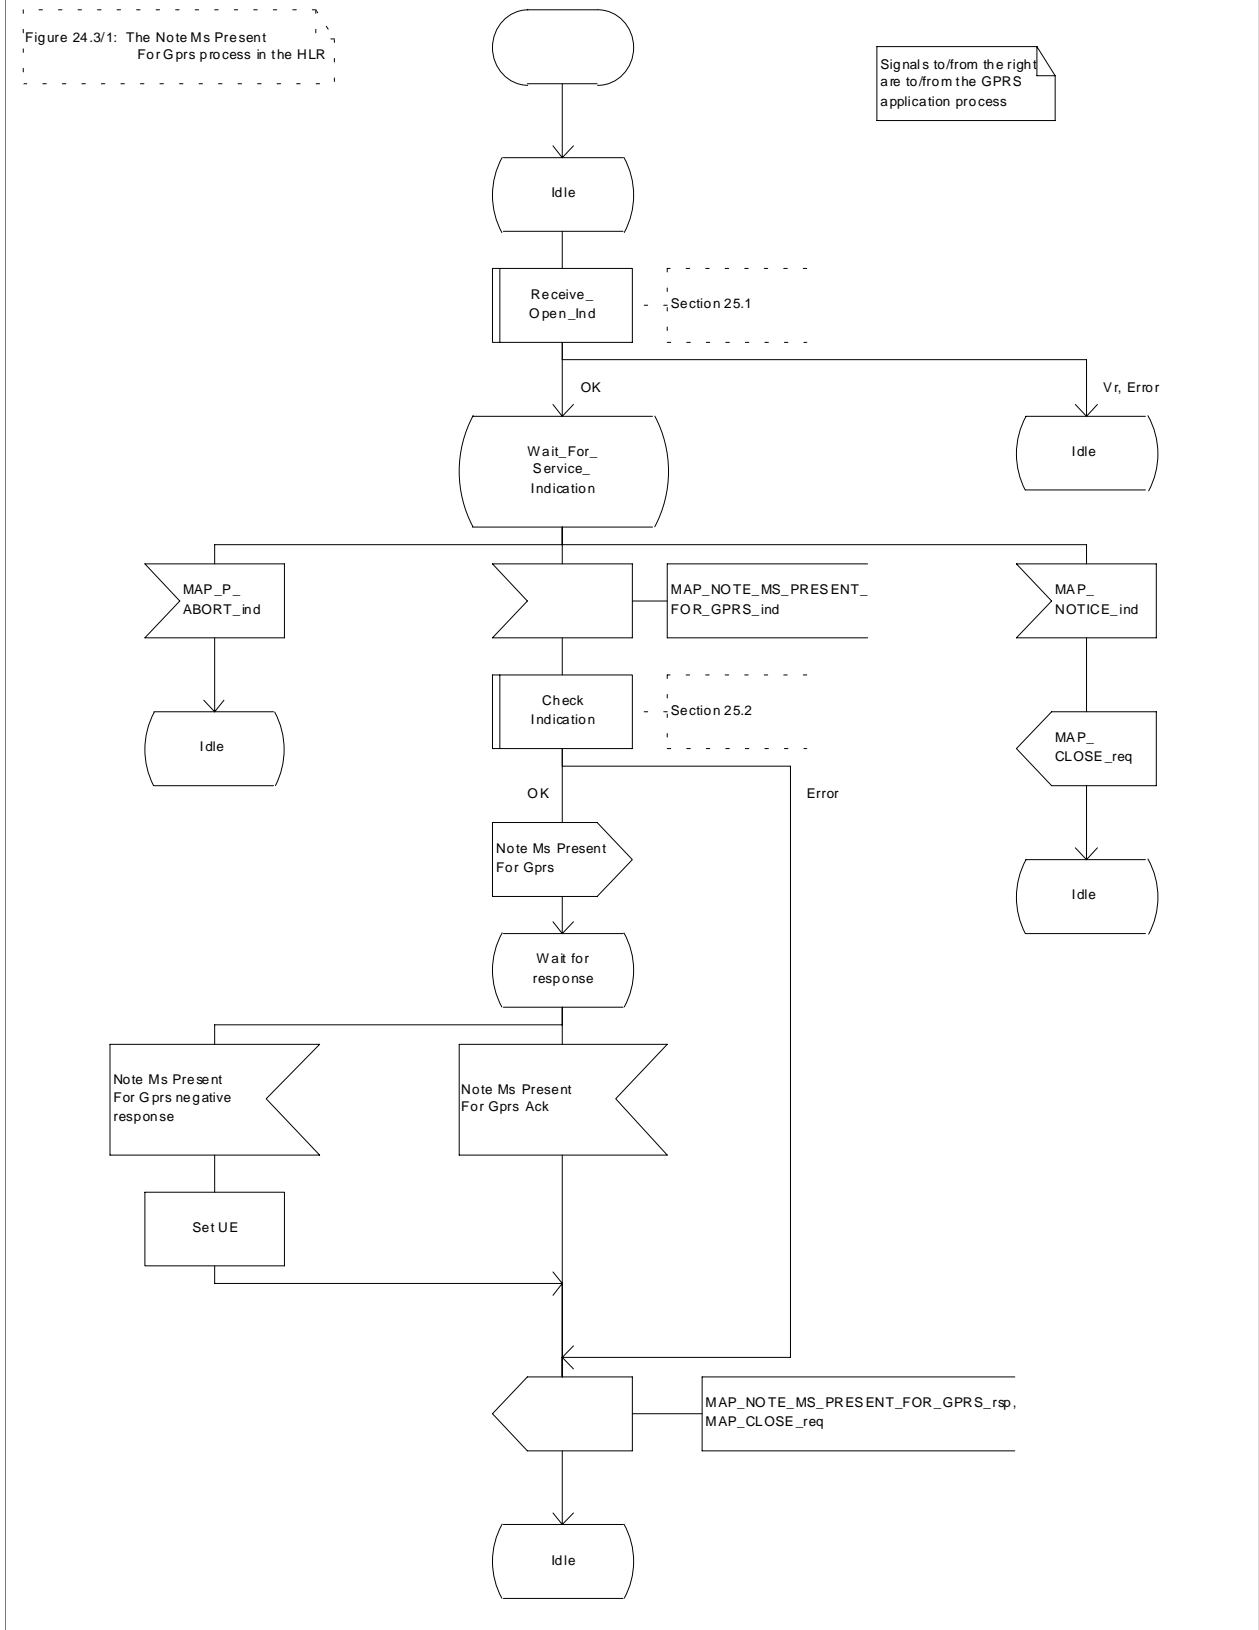 Figure 24.3/1: The Note Ms Present
For Gprs process in the HLR
Signals to/from the right
are to/from the GPRS
application process
Idle
Receive_
Open_Ind
Section 25.1
OK
Vr, Error
Wait_For_
Service_
Indication
Idle
MAP_P_
ABORT_ind
MAP_NOTE_MS_PRESENT_
FOR_GPRS_ind
MAP_
NOTICE_ind
Check
Indication
Section 25.2
Idle
MAP_
CLOSE_req
OK
Error
Note Ms Present
For Gprs
Idle
Wait for
response
Note Ms Present
For Gprs negative
response
Note Ms Present
For Gprs Ack
Set UE
MAP_NOTE_MS_PRESENT_FOR_GPRS_rsp,
MAP_CLOSE_req
Idle